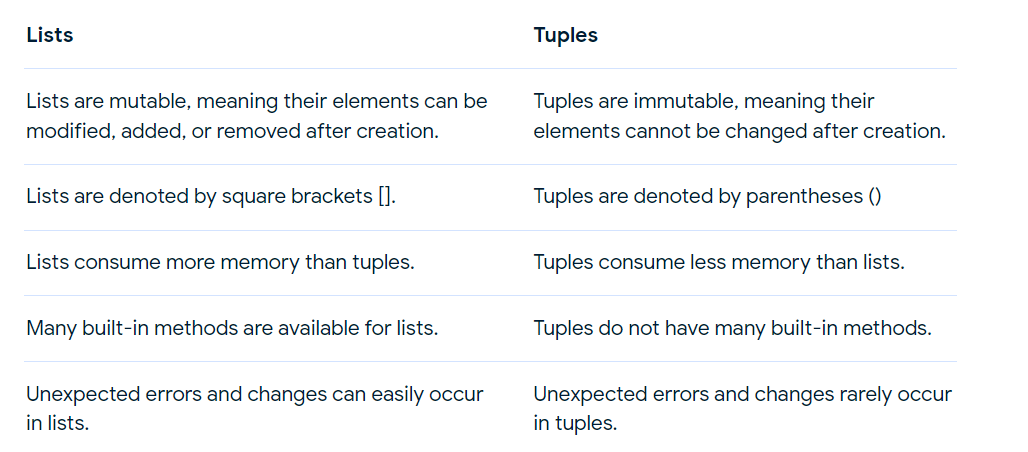 Lists
Tuples
Lists are mutable, meaning their elements can be
modified, added, or removed after creation.
Tuples are immutable, meaning their
elements cannot be changed after creation.
Lists are denoted by square brackets [].
Tuples are denoted by parentheses ()
Lists consume more memory than tuples.
Tuples consume less memory than lists.
Many built-in methods are available for lists.
Tuples do not have many built-in methods.
Unexpected errors and changes can easily occur
in lists.
Unexpected errors and changes rarely occur
in tuples.